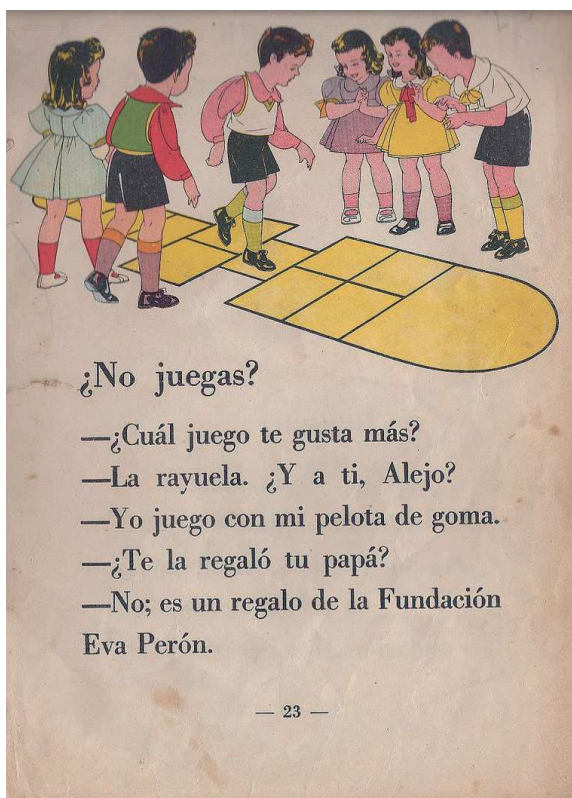 ¿No juegas?
—¿Cuál juego te gusta más?
—La rayuela. ¿Y a ti, Alejo?
—Yo juego con mi pelota de goma.
—¿Te la regaló tu papá?
—No; es un regalo de la Fundación
Eva Perón.
— 23 —